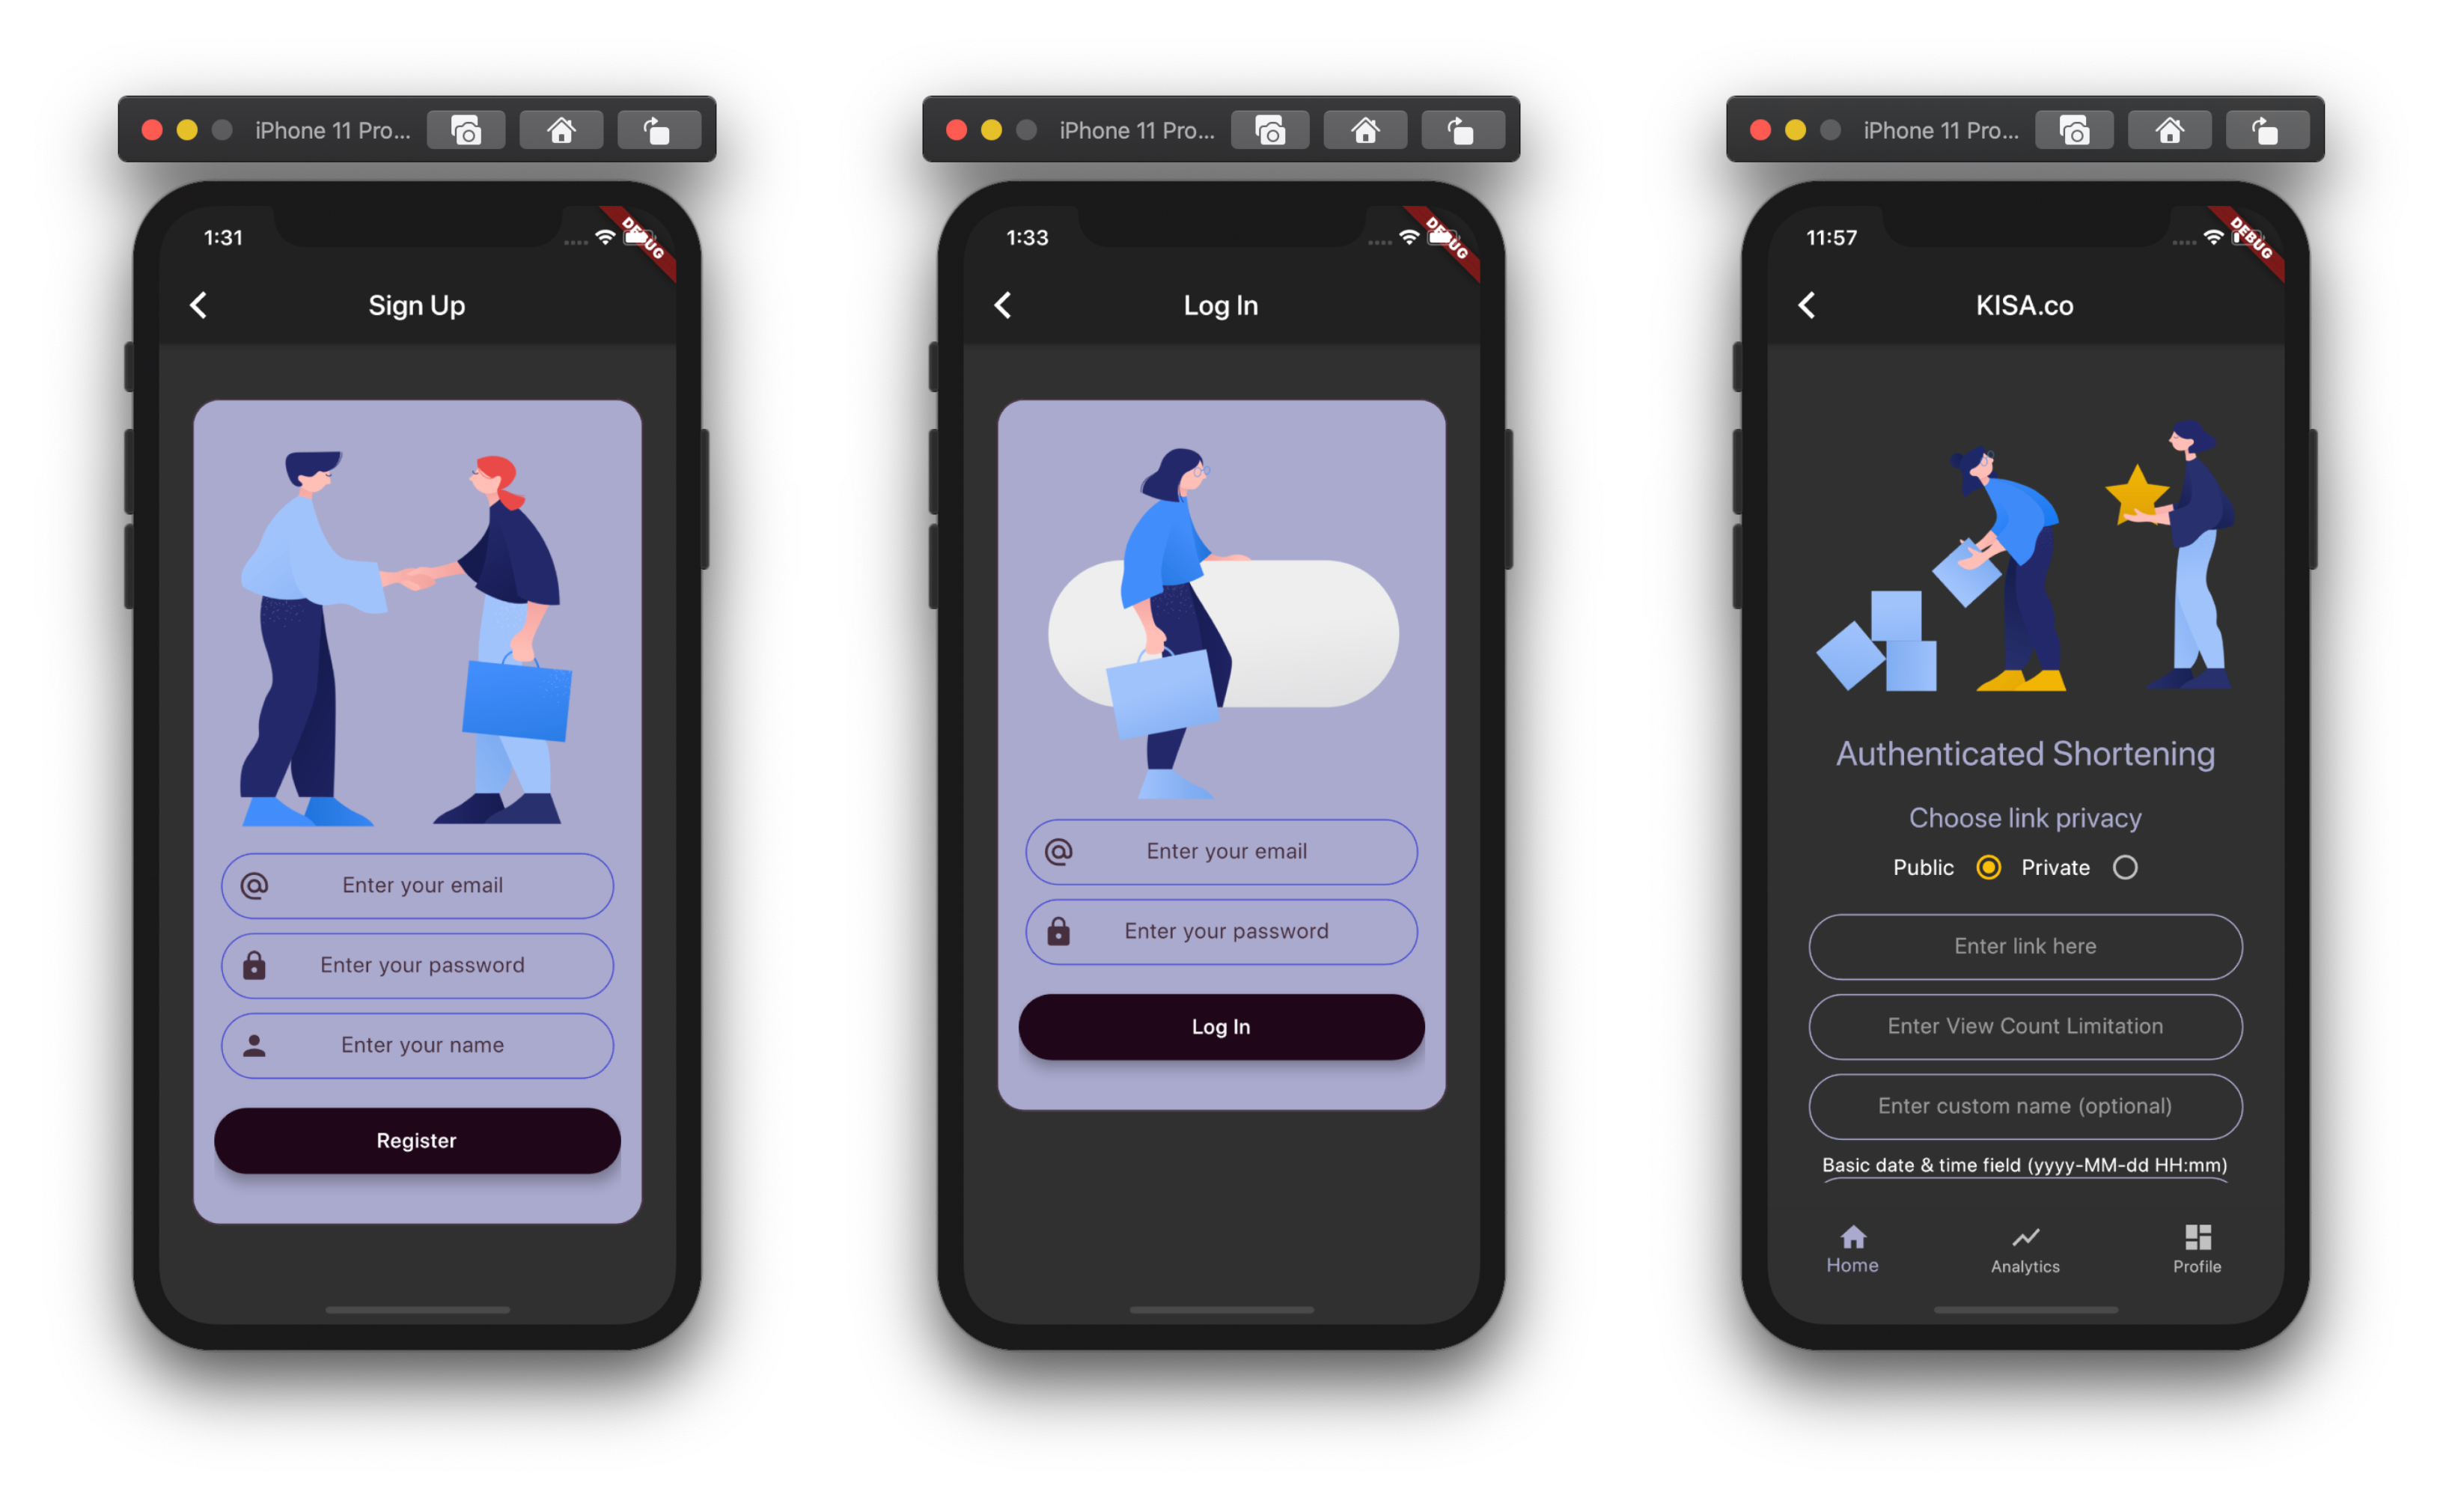 iPhone 11 Pro...
1:31
DEBUG
Sign Up
Enter your email
Enter your password
Enter your name
Register
iPhone 11 Pro...
1:33
DEBUG
Log In
Enter your email
Enter your password
Log In
iPhone 11 Pro...
11:57
DEBUG
KISA.co
Authenticated Shortening
Choose link privacy
Public Private
Enter link here
Enter View Count Limitation
Enter custom name (optional)
Basic date & time field (yyyy-MM-dd HH:mm)
Home Analytics Profile